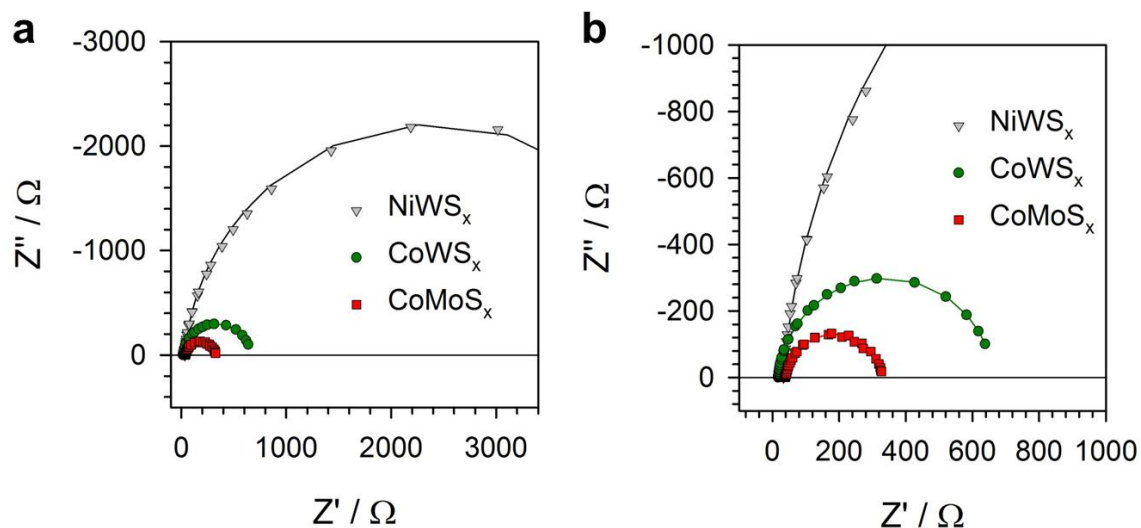 a
-3000
-2000
-1000
0
Z" / Ω
NiWSₓ
CoWSₓ
CoMoSₓ
0 1000 2000 3000
Z' / Ω
b
-1000
-800
-600
-400
-200
0
Z" / Ω
NiWSₓ
CoWSₓ
CoMoSₓ
0 200 400 600 800 1000
Z' / Ω